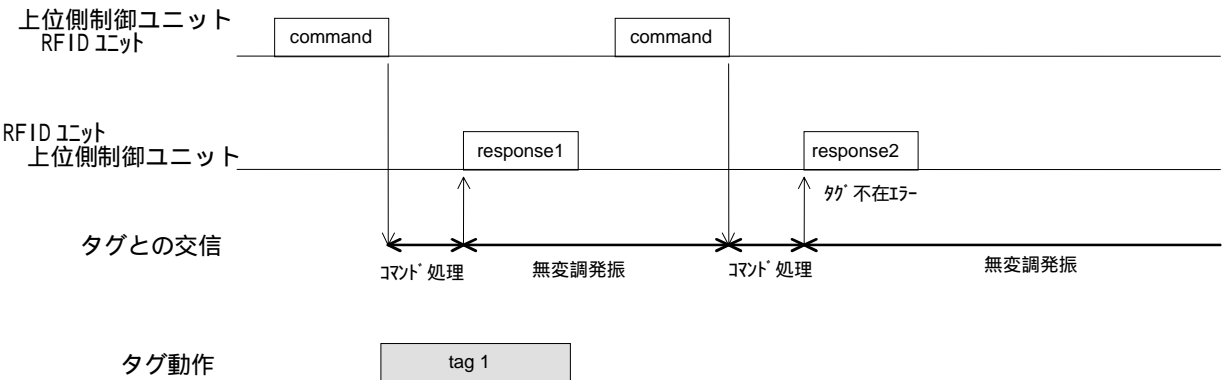 上位側制御ユニット
RFID ﾕﾆｯﾄ
command
command
RFID ﾕﾆｯﾄ
上位側制御ユニット
response1
response2
ﾀｸﾞ不在ｴﾗｰ
タグとの交信
ｺﾏﾝﾄﾞ処理
無変調発振
ｺﾏﾝﾄﾞ処理
無変調発振
タグ動作
tag 1